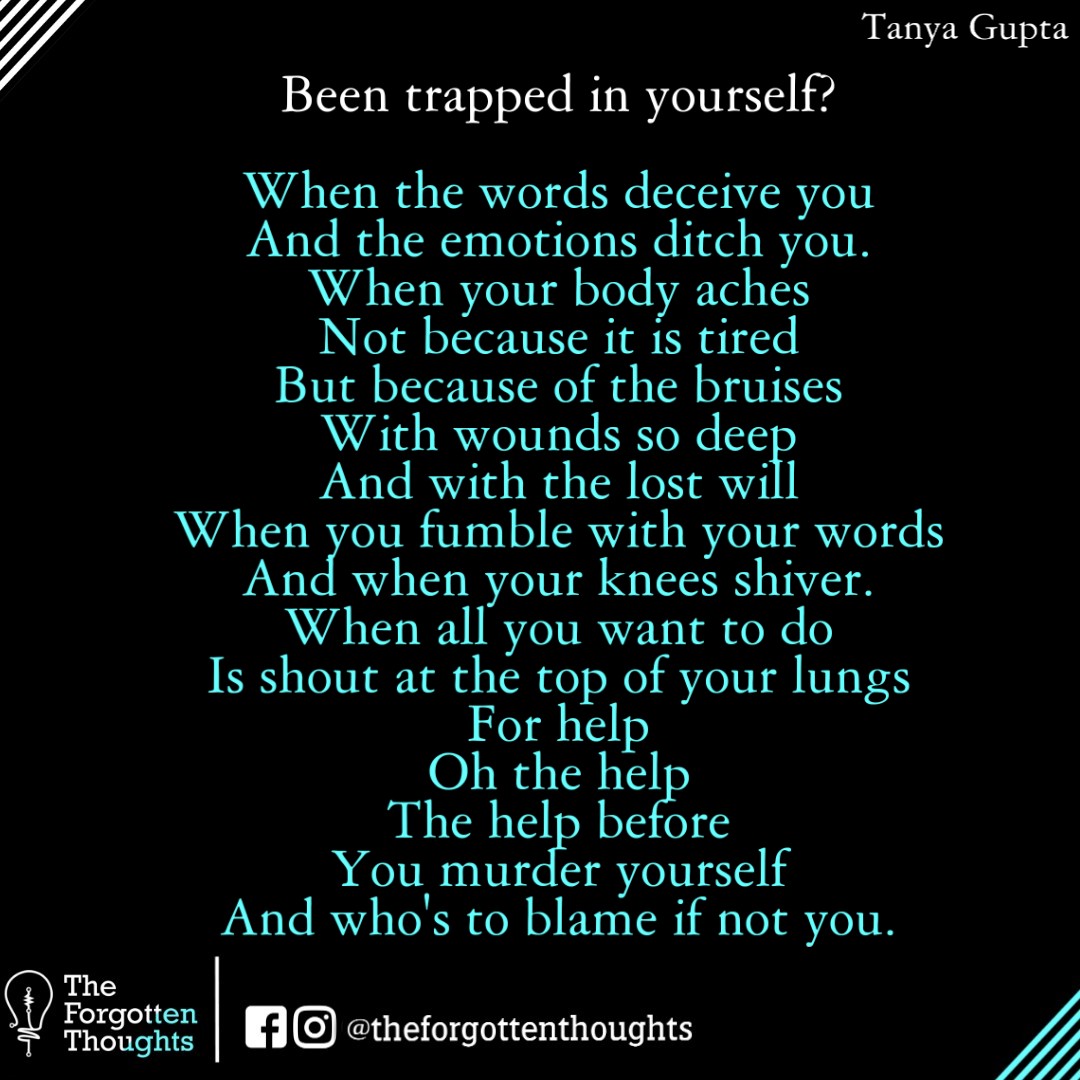 Tanya Gupta
Been trapped in yourself?
When the words deceive you
And the emotions ditch you.
When your body aches
Not because it is tired
But because of the bruises
With wounds so deep
And with the lost will
When you fumble with your words
And when your knees shiver.
When all you want to do
Is shout at the top of your lungs
For help
Oh the help
The help before
You murder yourself
And who's to blame if not you.
The
Forgotten
Thoughts
@theforgottenthoughts